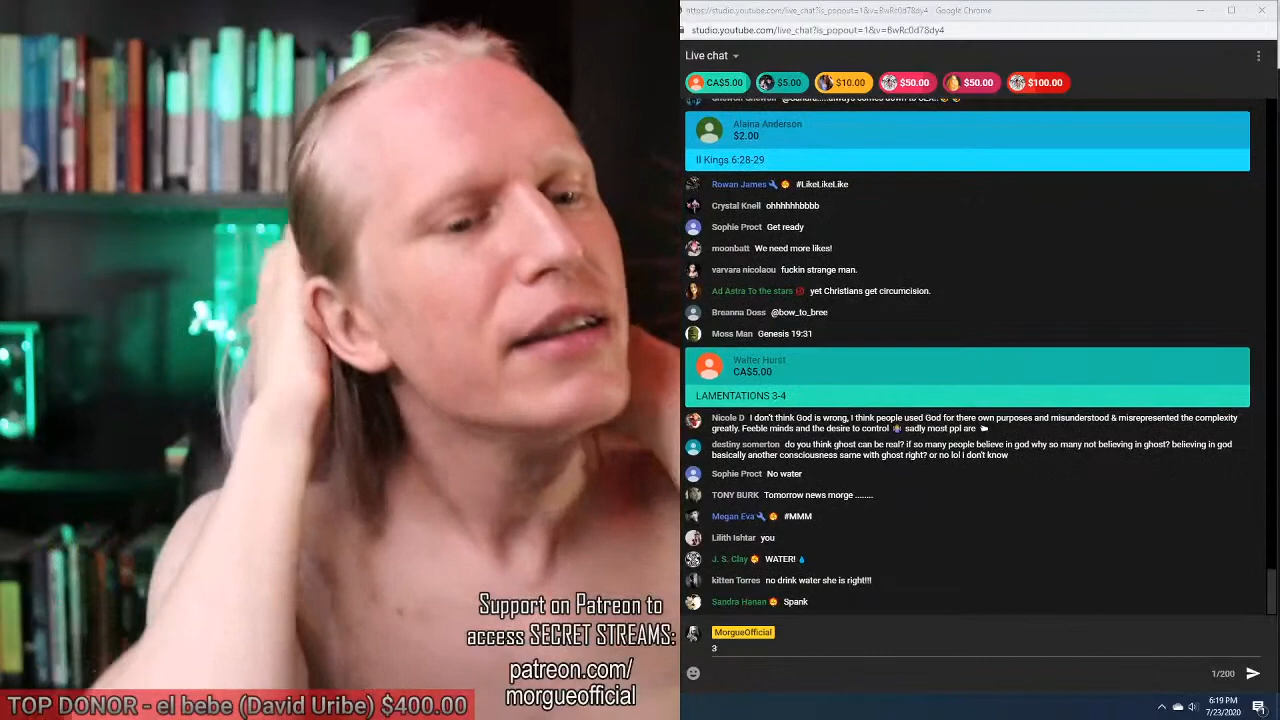 https://studio.youtube.com/live_chat?is_popout=1&v=BwRc0d78dy4 - Google Chrome
studio.youtube.com/live_chat?is_popout=1&v=BwRc0d78dy4
Live chat
CA$5.00 $5.00 $10.00 $50.00 $50.00 $100.00
Alaina Anderson
$2.00
II Kings 6:28-29
Rowan James #LikeLikeLike
Crystal Knell ohhhhhhbbbb
Sophie Proct Get ready
moonbatt We need more likes!
varvara nicolaou fuckin strange man.
Ad Astra To the stars yet Christians get circumcision.
Breanna Doss @bow_to_bree
Moss Man Genesis 19:31
Walter Hurst
CA$5.00
LAMENTATIONS 3-4
Nicole D I don't think God is wrong, I think people used God for there own purposes and misunderstood & misrepresented the complexity
greatly. Feeble minds and the desire to control sadly most ppl are
destiny somerton do you think ghost can be real? if so many people believe in god why so many not believing in ghost? believing in god
basically another consciousness same with ghost right? or no lol i don't know
Sophie Proct No water
TONY BURK Tomorrow news morge ........
Megan Eva #MMM
Lilith Ishtar you
J. S. Clay WATER!
kitten Torres no drink water she is right!!!
Sandra Hanan Spank
MorgueOfficial
3
1/200
Support on Patreon to
access SECRET STREAMS:
patreon.com/
morgueofficial
TOP DONOR - el bebe (David Uribe) $400.00
6:19 PM
7/23/2020